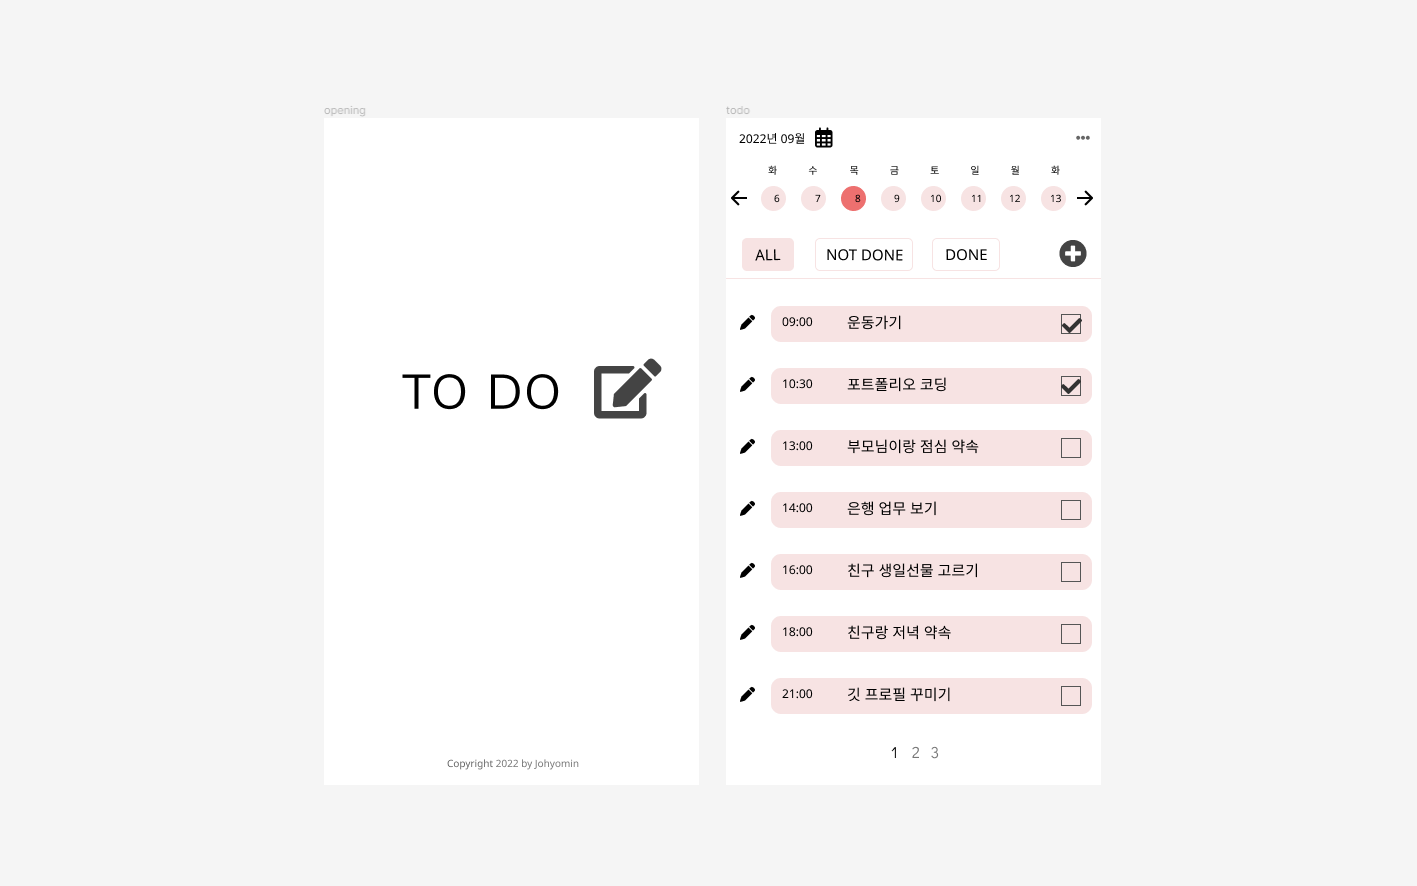 opening
TO DO
Copyright 2022 by Johyomin
todo
2022년 09월
화 수 목 금 토 일 월 화
6 7 8 9 10 11 12 13
ALL NOT DONE DONE
09:00 운동가기
10:30 포트폴리오 코딩
13:00 부모님이랑 점심 약속
14:00 은행 업무 보기
16:00 친구 생일선물 고르기
18:00 친구랑 저녁 약속
21:00 깃 프로필 꾸미기
1 2 3